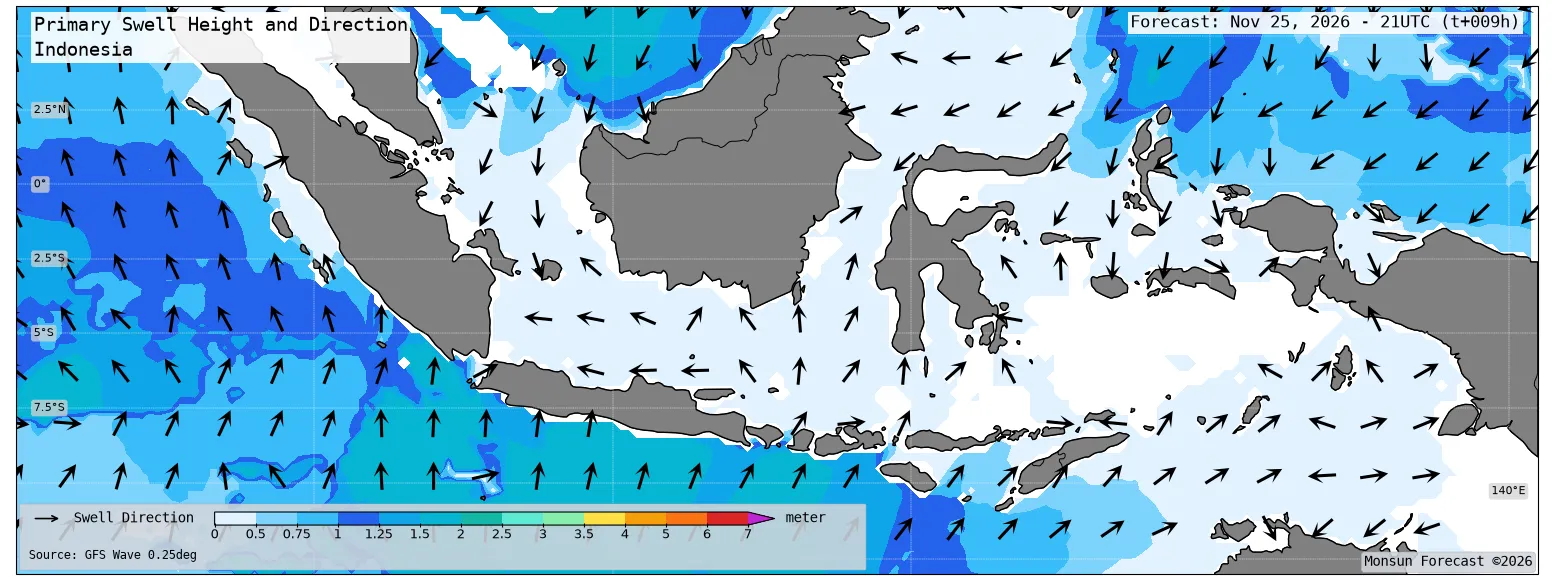 Primary Swell Height and Direction
Indonesia
Forecast: Nov 25, 2026 - 21UTC (t+009h)
2.5°N
0°
2.5°S
5°S
7.5°S
140°E
Swell Direction
0 0.5 0.75 1 1.25 1.5 2 2.5 3 3.5 4 5 6 7
meter
Source: GFS Wave 0.25deg
Monsun Forecast ©2026